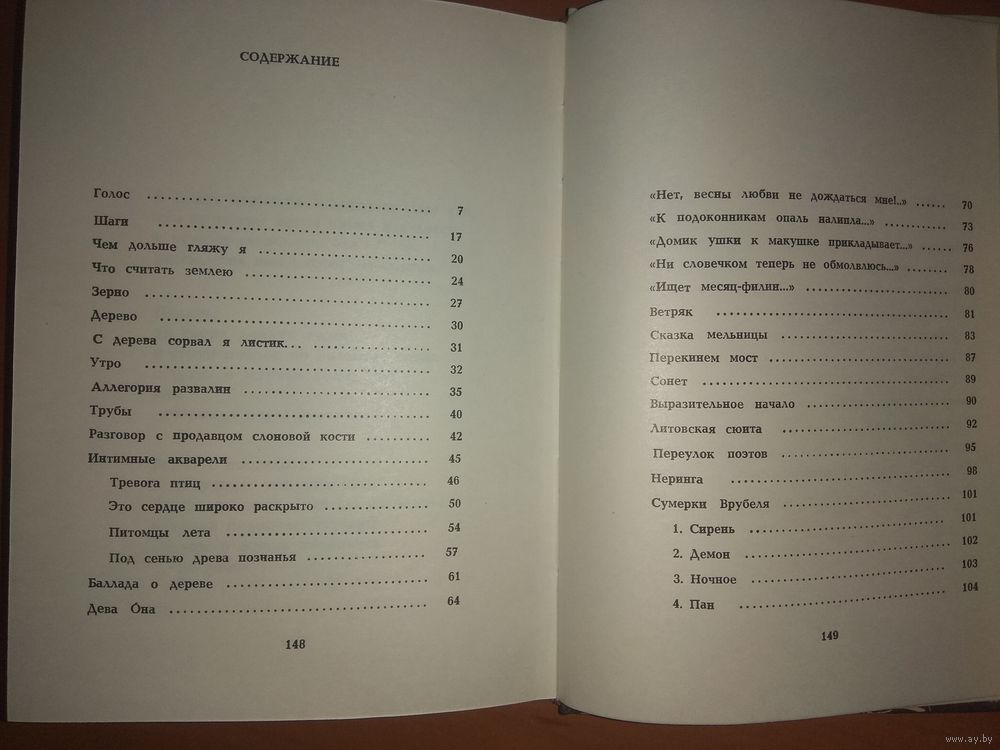 СОДЕРЖАНИЕ
Голос .......... 7
Шаги .......... 17
Чем дольше гляжу я .......... 20
Что считать землею .......... 24
Зерно .......... 27
Дерево .......... 30
С дерева сорвал я листик... .......... 31
Утро .......... 32
Аллегория развалин .......... 35
Трубы .......... 40
Разговор с продавцом слоновой кости .......... 42
Интимные акварели .......... 45
Тревога птиц .......... 46
Это сердце широко раскрыто .......... 50
Питомцы лета .......... 54
Под сенью древа познанья .......... 57
Баллада о дереве .......... 61
Дева О́на .......... 64
148
«Нет, весны любви не дождаться мне!..» ...... 70
«К подоконникам опаль налипла...» .......... 73
«Домик ушки к макушке прикладывает...» ...... 76
«Ни словечком теперь не обмолвлюсь...» ........ 78
«Ищет месяц-филин...» .......... 80
Ветряк .......... 81
Сказка мельницы .......... 83
Перекинем мост .......... 87
Сонет .......... 89
Выразительное начало .......... 90
Литовская сюита .......... 92
Переулок поэтов .......... 95
Неринга .......... 98
Сумерки Врубеля .......... 101
1. Сирень .......... 101
2. Демон .......... 102
3. Ночное .......... 103
4. Пан .......... 104
149
www.ay.by